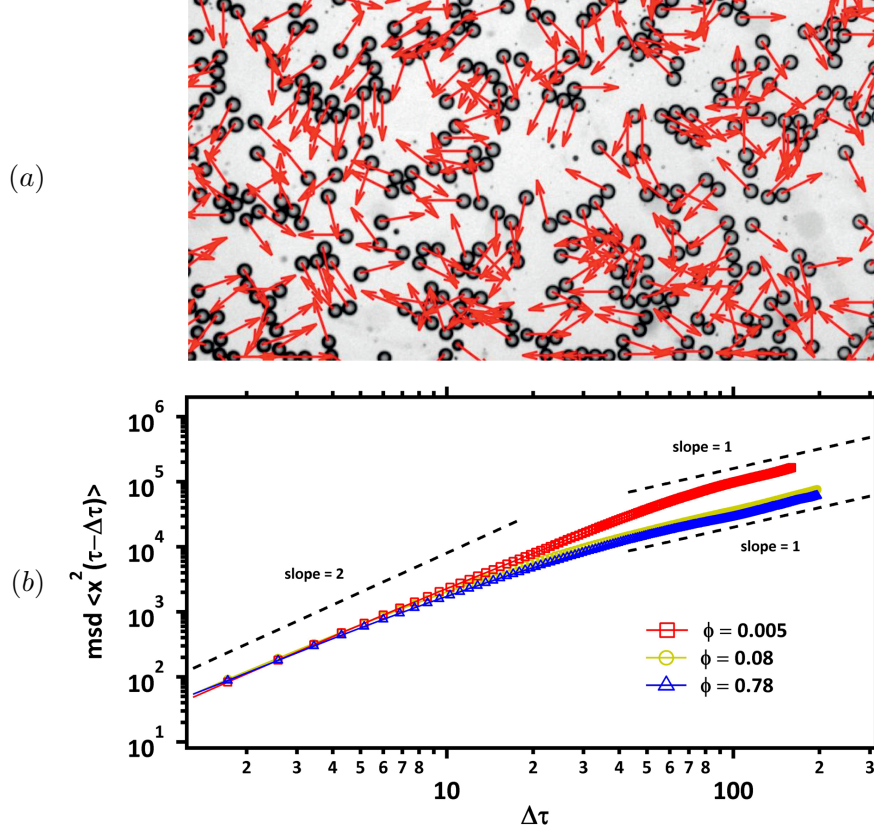 (a)
(b)
msd <x² (τ−Δτ)>
10⁶
10⁵
10⁴
10³
10²
10¹
slope = 1
slope = 2
slope = 1
ϕ = 0.005
ϕ = 0.08
ϕ = 0.78
2 3 4 5 6 7 8 2 3 4 5 6 7 8 2 3
10 100
Δτ